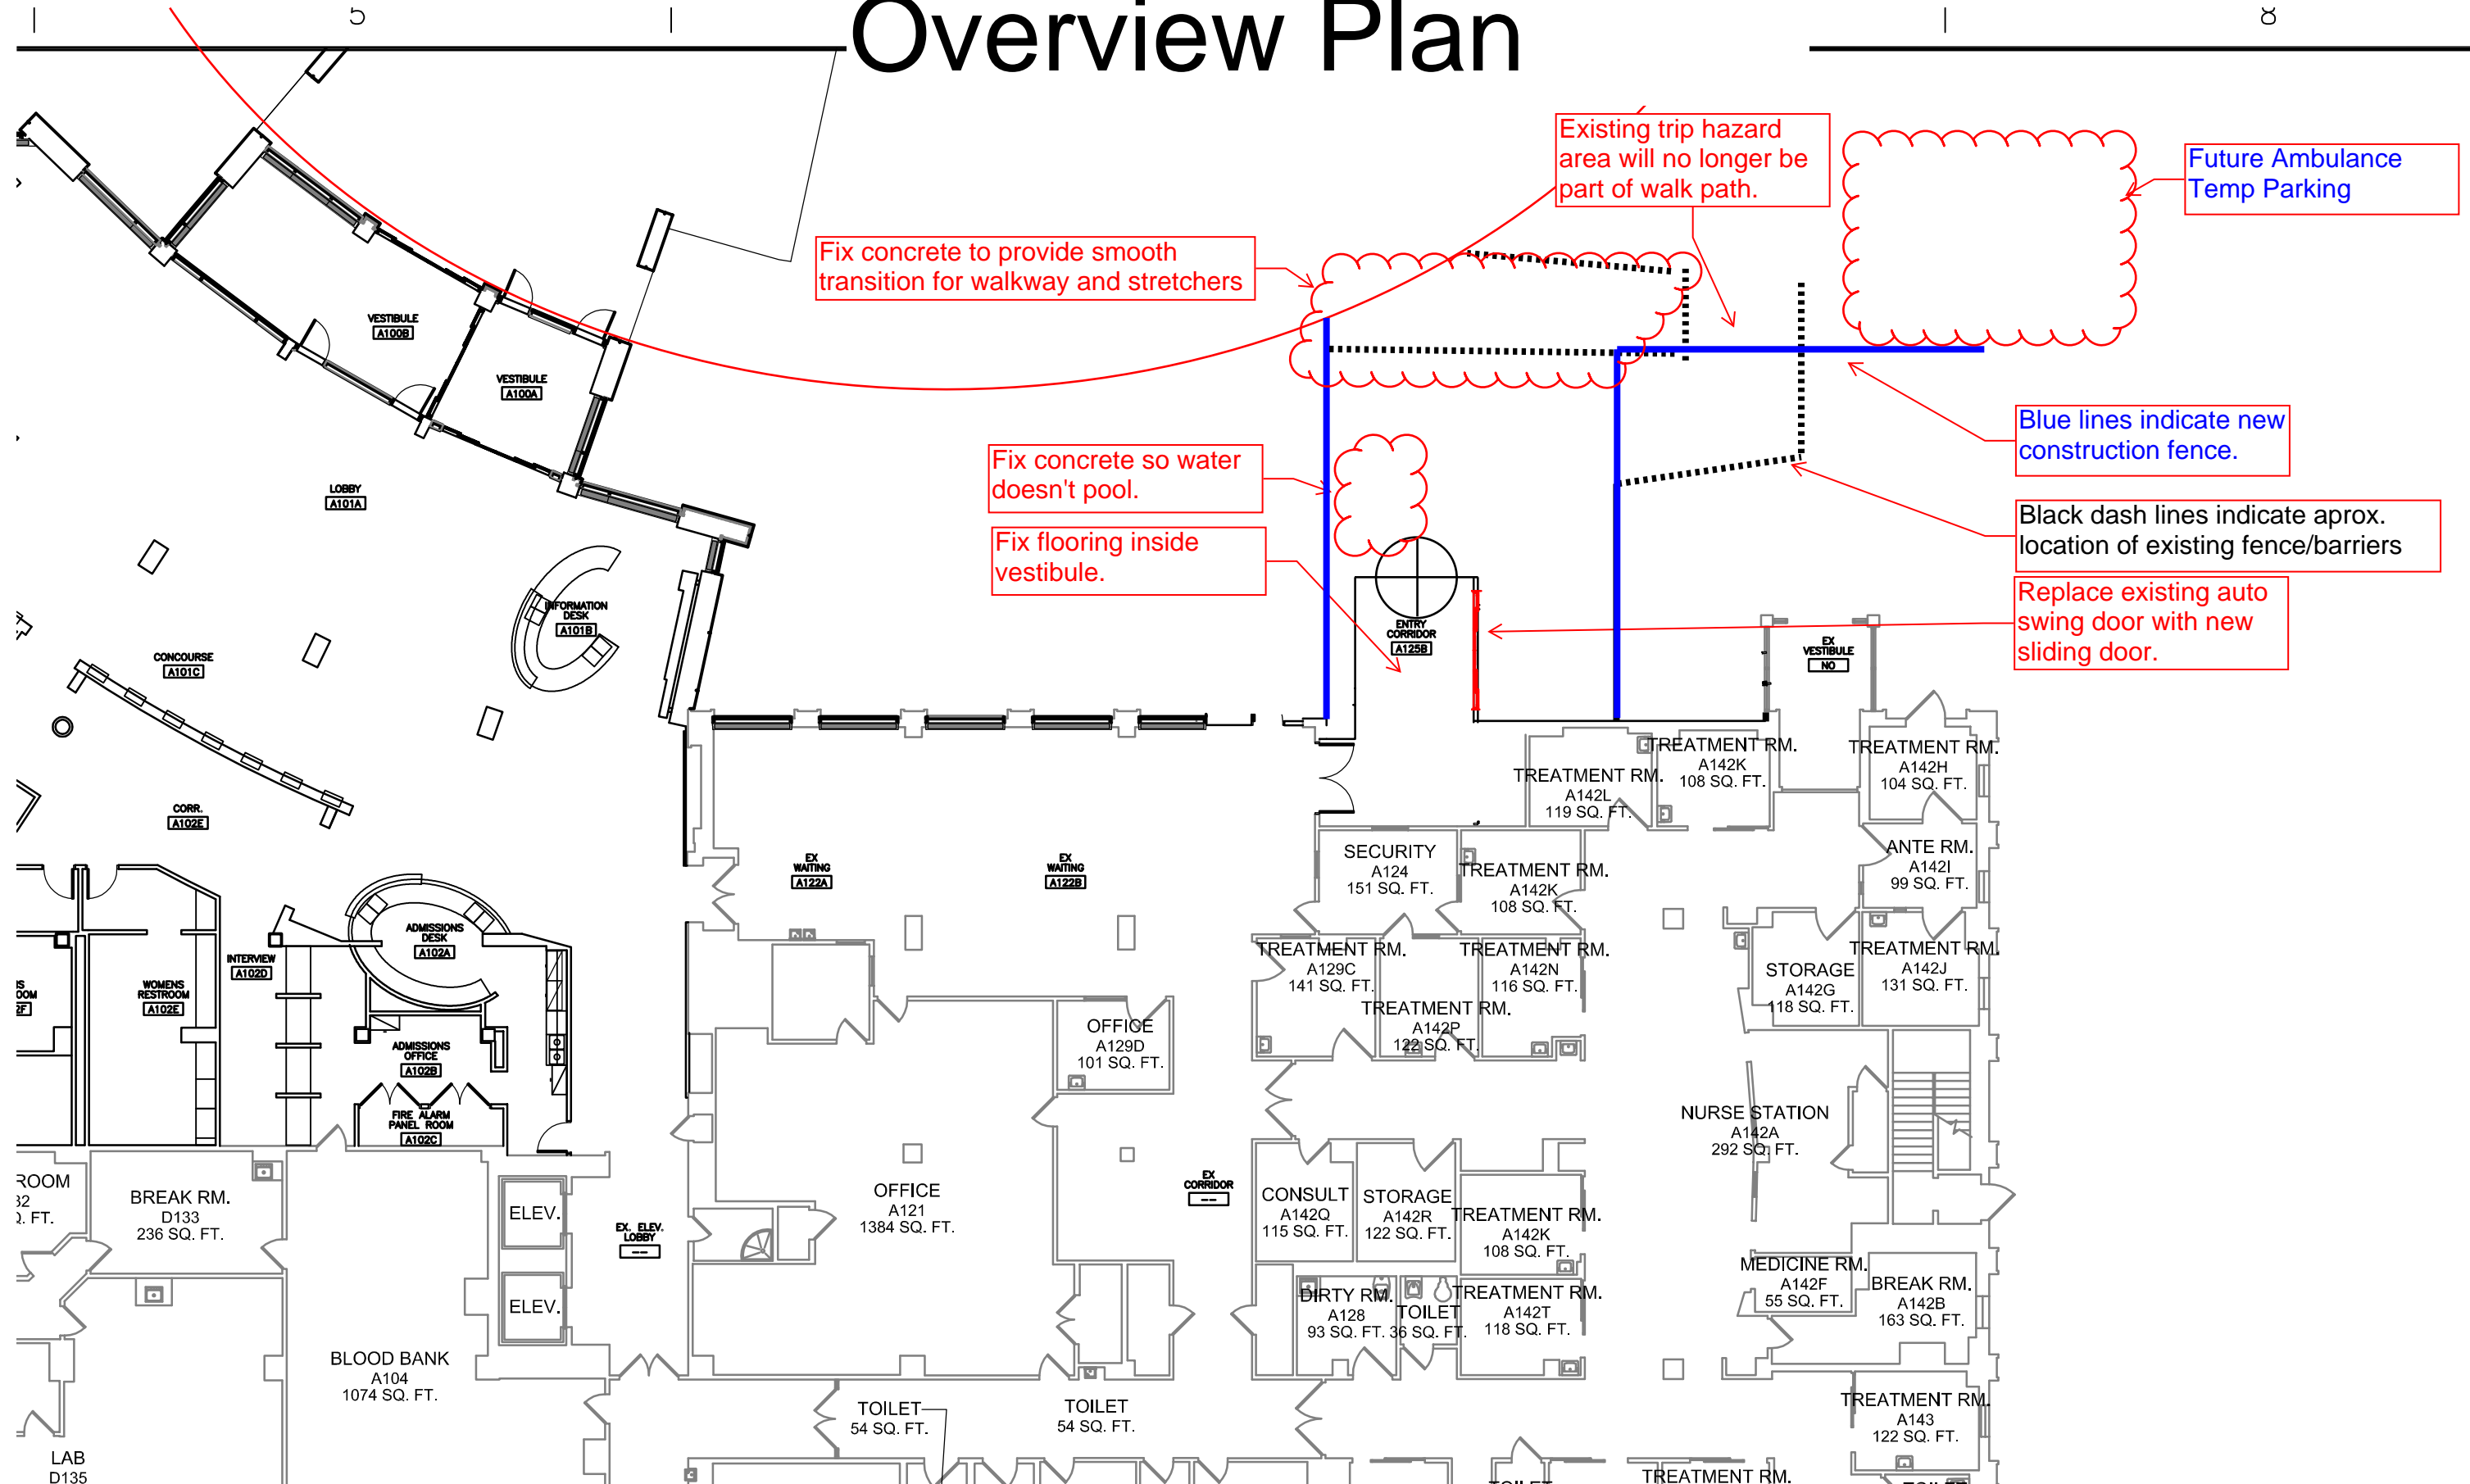 5
8
Overview Plan
Existing trip hazard
area will no longer be
part of walk path.
Future Ambulance
Temp Parking
Fix concrete to provide smooth
transition for walkway and stretchers
Blue lines indicate new
construction fence.
Fix concrete so water
doesn't pool.
Black dash lines indicate aprox.
location of existing fence/barriers
Fix flooring inside
vestibule.
Replace existing auto
swing door with new
sliding door.
VESTIBULE
A100B
VESTIBULE
A100A
LOBBY
A101A
INFORMATION
DESK
A101B
CONCOURSE
A101C
CORR.
A102E
ENTRY
CORRIDOR
A125B
EX
VESTIBULE
NO
TREATMENT RM.
A142L
119 SQ. FT.
TREATMENT RM.
A142K
108 SQ. FT.
TREATMENT RM.
A142H
104 SQ. FT.
EX
WAITING
A122A
EX
WAITING
A122B
SECURITY
A124
151 SQ. FT.
TREATMENT RM.
A142K
108 SQ. FT.
ANTE RM.
A142I
99 SQ. FT.
ADMISSIONS
DESK
A102A
INTERVIEW
A102D
WOMENS
RESTROOM
A102E
TREATMENT RM.
A129C
141 SQ. FT.
TREATMENT RM.
A142N
116 SQ. FT.
TREATMENT RM.
A142P
122 SQ. FT.
STORAGE
A142G
118 SQ. FT.
TREATMENT RM.
A142J
131 SQ. FT.
OFFICE
A129D
101 SQ. FT.
ADMISSIONS
OFFICE
A102B
FIRE ALARM
PANEL ROOM
A102C
NURSE STATION
A142A
292 SQ. FT.
ROOM
BREAK RM.
D133
236 SQ. FT.
ELEV.
EX. ELEV.
LOBBY
---
OFFICE
A121
1384 SQ. FT.
EX
CORRIDOR
---
CONSULT
A142Q
115 SQ. FT.
STORAGE
A142R
122 SQ. FT.
TREATMENT RM.
A142K
108 SQ. FT.
ELEV.
MEDICINE RM.
A142F
55 SQ. FT.
BREAK RM.
A142B
163 SQ. FT.
DIRTY RM.
A128
93 SQ. FT.
TOILET
36 SQ. FT.
TREATMENT RM.
A142T
118 SQ. FT.
BLOOD BANK
A104
1074 SQ. FT.
TOILET
54 SQ. FT.
TOILET
54 SQ. FT.
TREATMENT RM.
A143
122 SQ. FT.
LAB
D135
TREATMENT RM.